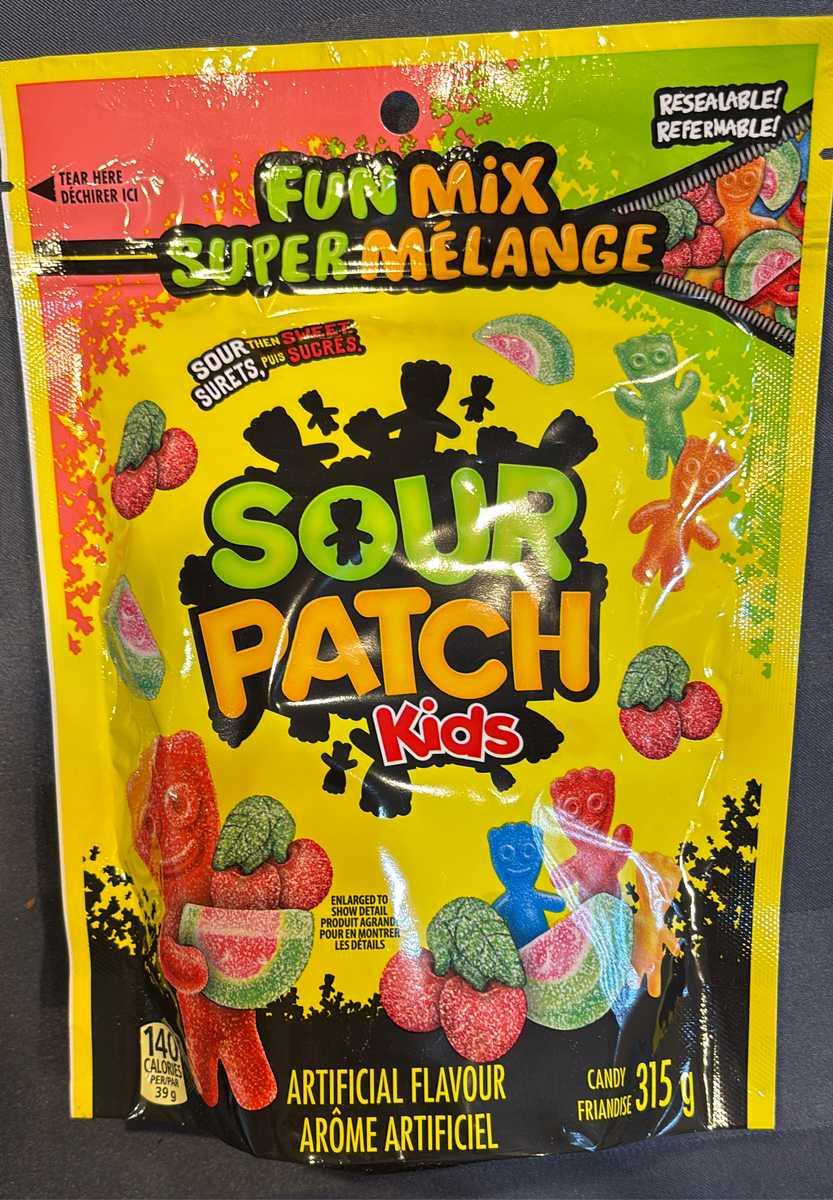 RESEALABLE!
REFERMABLE!
TEAR HERE
DÉCHIRER ICI
FUN MiX
SUPER MÉLANGE
SOUR THEN SWEET.
SURETS, PUIS SUCRÉS.
SOUR
PATCH
Kids
ENLARGED TO
SHOW DETAIL
PRODUIT AGRANDI
POUR EN MONTRER
LES DÉTAILS
140
CALORIES
PER/PAR
39 g
ARTIFICIAL FLAVOUR
ARÔME ARTIFICIEL
CANDY
FRIANDISE
315 g